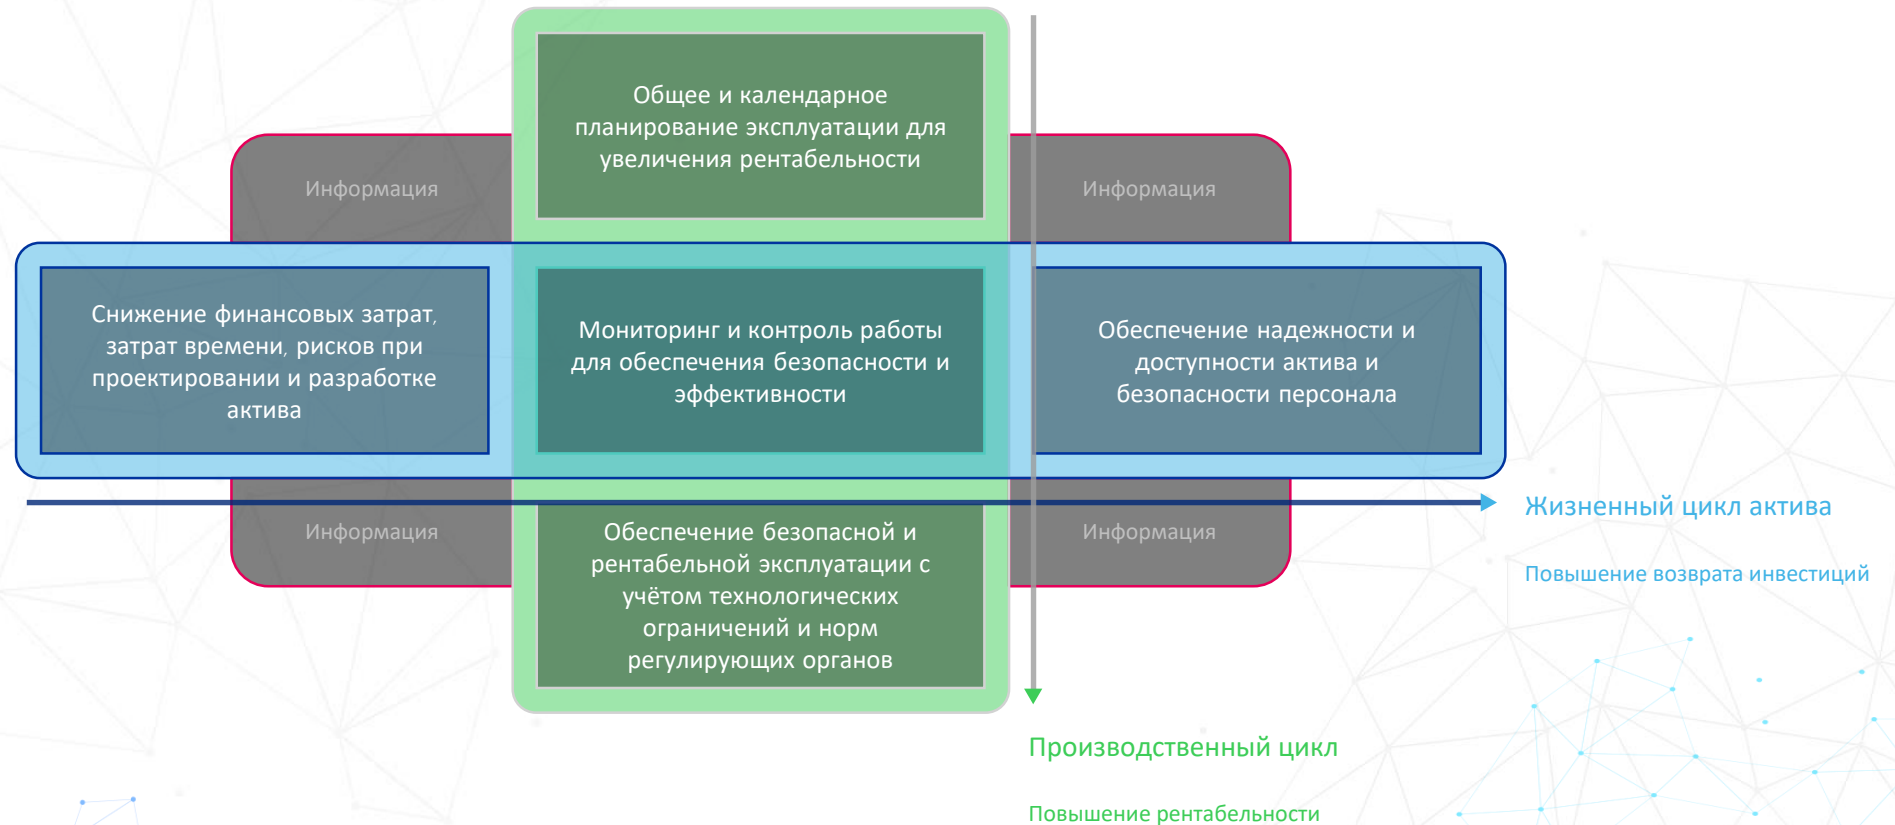 Общее и календарное
планирование эксплуатации для
увеличения рентабельности
Информация
Информация
Снижение финансовых затрат,
затрат времени, рисков при
проектировании и разработке
актива
Мониторинг и контроль работы
для обеспечения безопасности и
эффективности
Обеспечение надежности и
доступности актива и
безопасности персонала
Информация
Обеспечение безопасной и
рентабельной эксплуатации с
учётом технологических
ограничений и норм
регулирующих органов
Информация
Жизненный цикл актива
Повышение возврата инвестиций
Производственный цикл
Повышение рентабельности